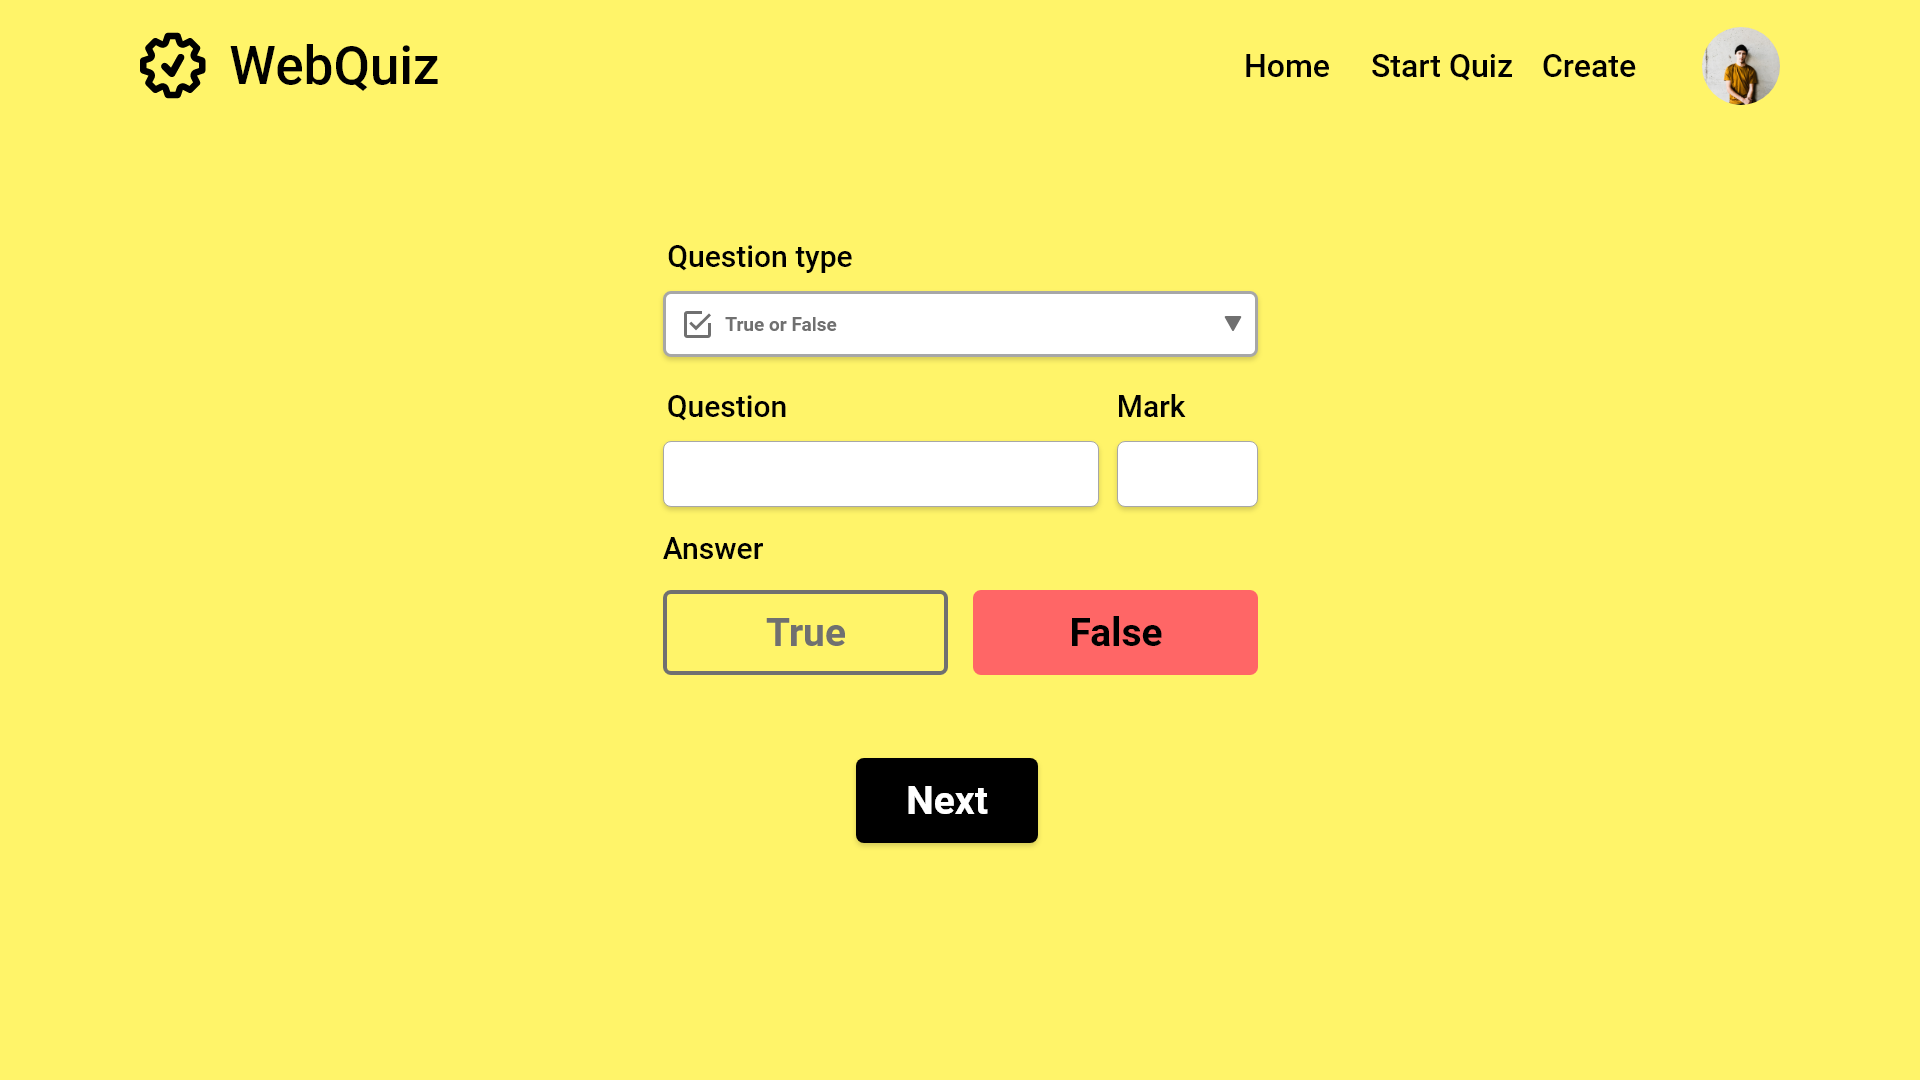 WebQuiz
Home Start Quiz Create
Question type
True or False
Question Mark
Answer
True False
Next